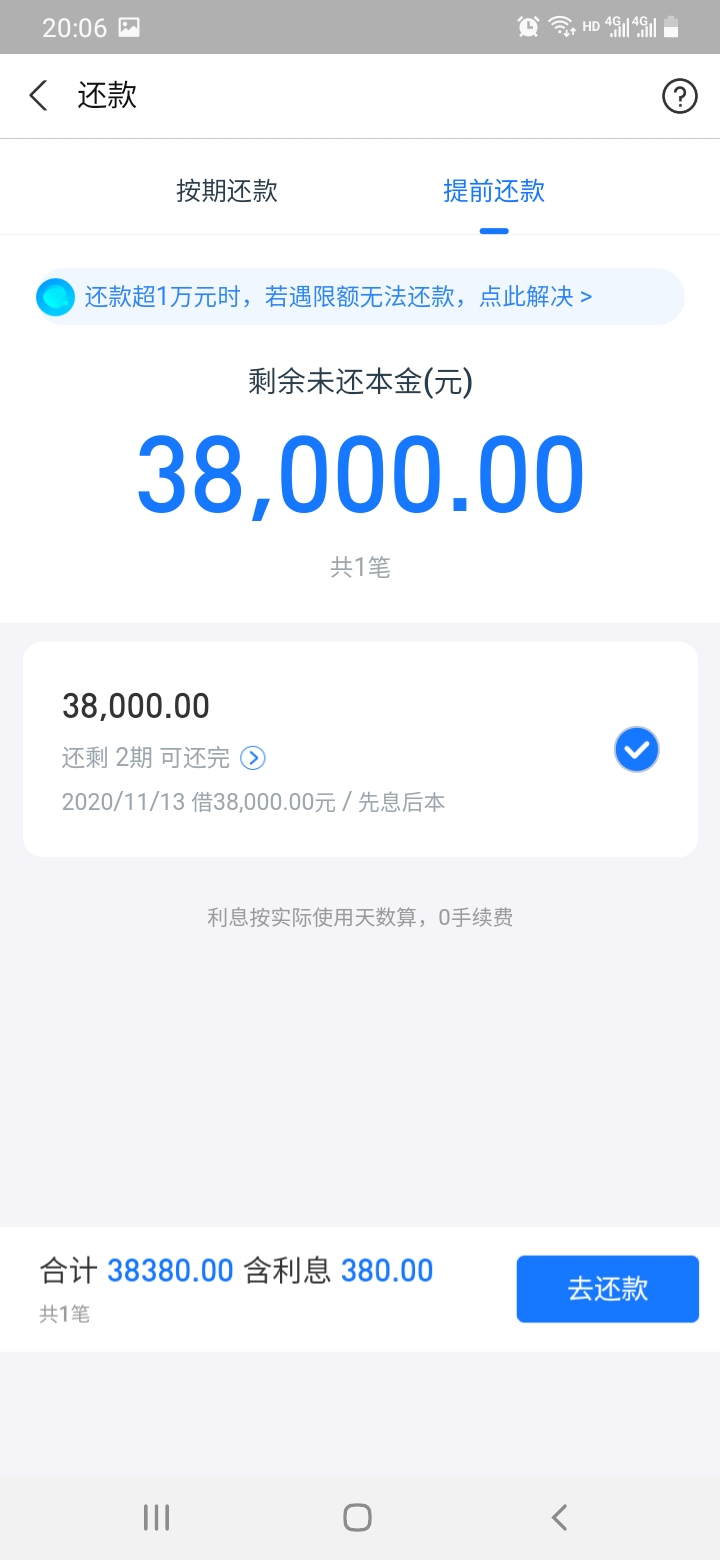 20:06
HD 4G 4G
还款
按期还款
提前还款
还款超1万元时，若遇限额无法还款，点此解决 >
剩余未还本金(元)
38,000.00
共1笔
38,000.00
还剩 2期 可还完
2020/11/13 借38,000.00元 / 先息后本
利息按实际使用天数算，0手续费
合计 38380.00 含利息 380.00
共1笔
去还款